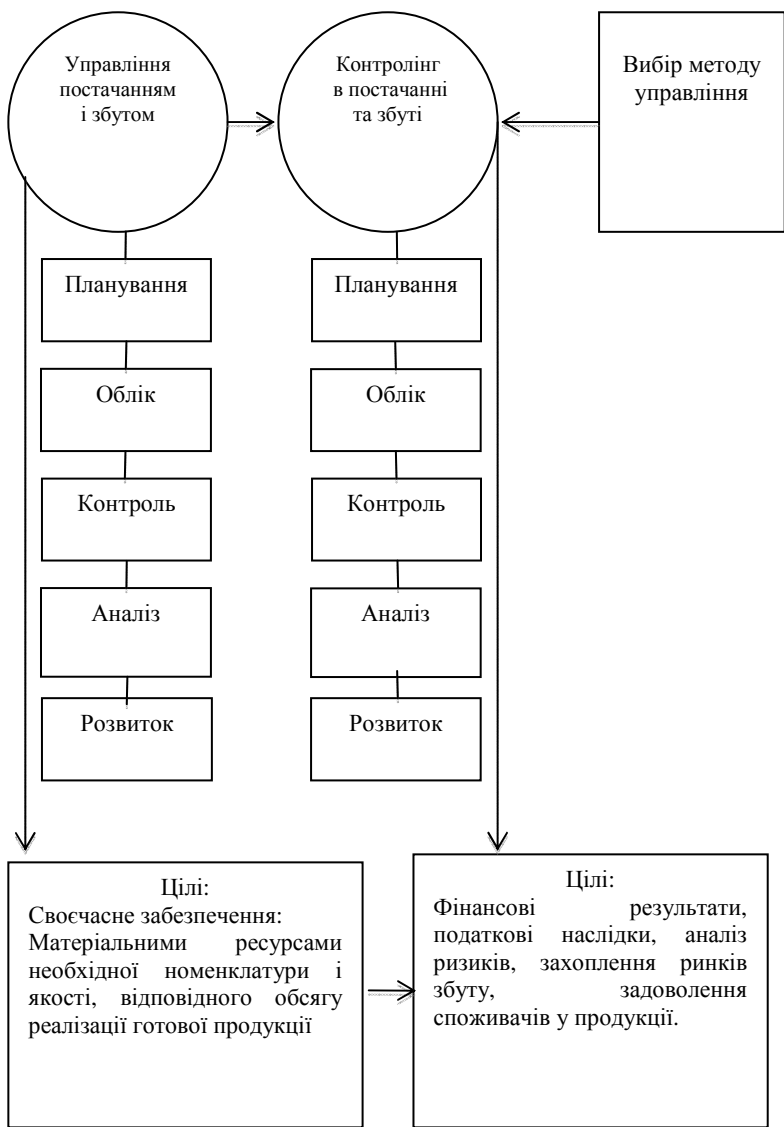 Управління
постачанням
і збутом
Контролінг
в постачанні
та збуті
Вибір методу
управління
Планування
Облік
Контроль
Аналіз
Розвиток
Планування
Облік
Контроль
Аналіз
Розвиток
Цілі:
Своєчасне забезпечення:
Матеріальними ресурсами
необхідної номенклатури і
якості, відповідного обсягу
реалізації готової продукції
Цілі:
Фінансові результати,
податкові наслідки, аналіз
ризиків, захоплення ринків
збуту, задоволення
споживачів у продукції.